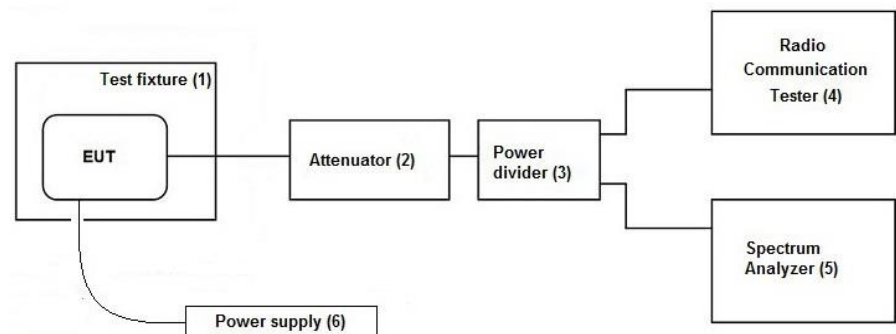 Test fixture (1)
EUT
Attenuator (2)
Power
divider (3)
Radio
Communication
Tester (4)
Spectrum
Analyzer (5)
Power supply (6)